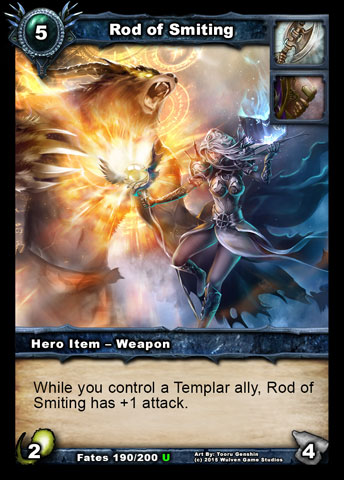 5
Rod of Smiting
Hero Item – Weapon
While you control a Templar ally, Rod of
Smiting has +1 attack.
2
Fates 190/200 U
Art By: Tooru Genshin
(c) 2015 Wulven Game Studios
4